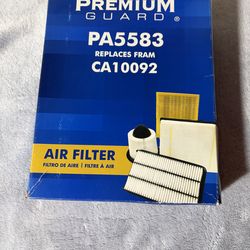 PREMIUM
GUARD®
PA5583
REPLACES FRAM
CA10092
AIR FILTER
FILTRO DE AIRE | FILTRE À AIR